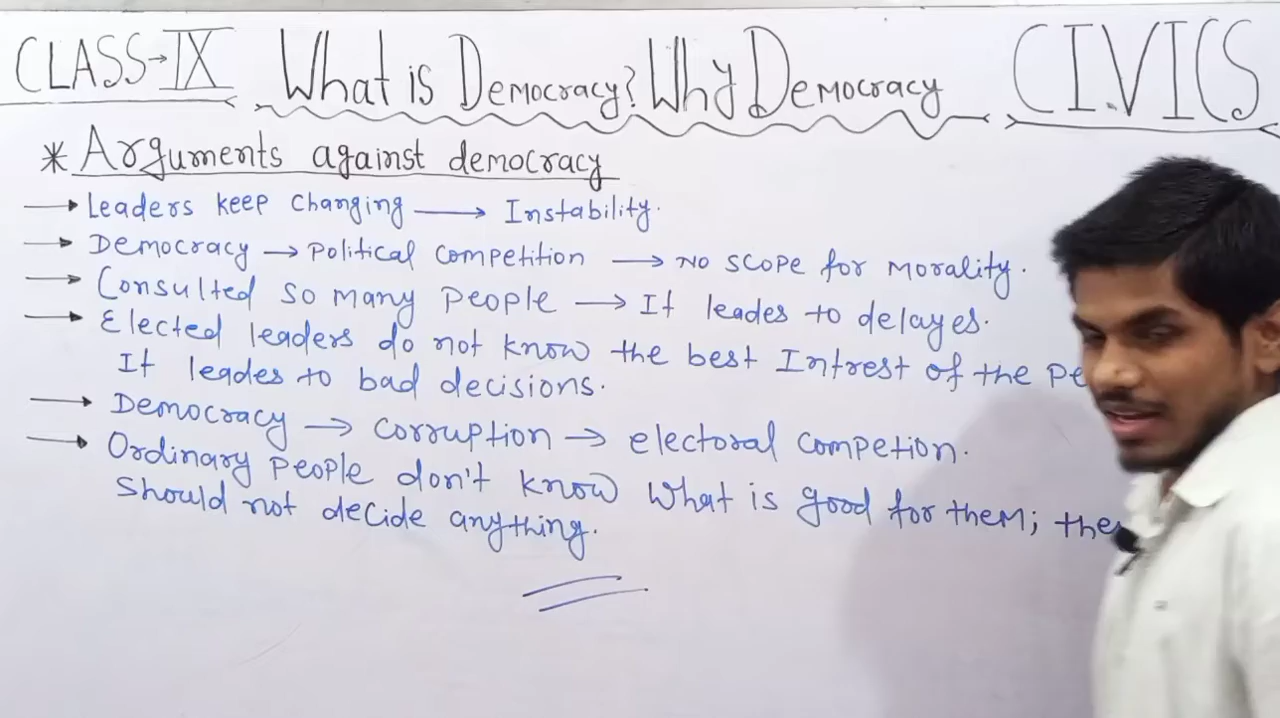 CLASS→IX What is Democracy? Why Democracy CIVICS
* Arguments against democracy
→ Leaders keep changing → Instability.
→ Democracy → Political competition → No scope for morality.
→ Consulted so many people → It leades to delayes.
→ Elected leaders do not know the best Intrest of the Pe
It leades to bad decisions.
→ Democracy → corruption → electoral competion.
→ Ordinary people don't know what is good for them; the
should not decide anything.